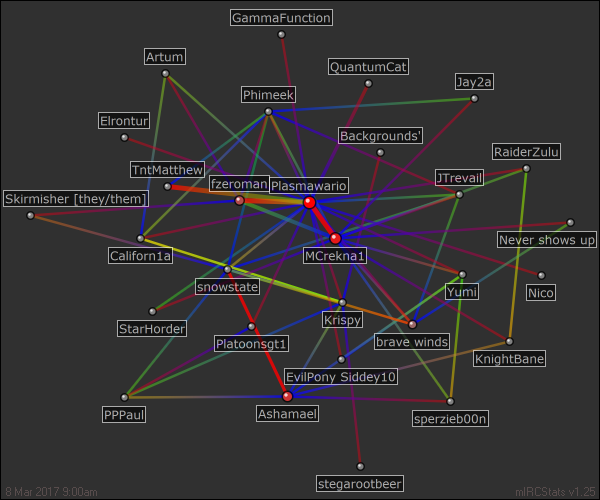 GammaFunction
Artum
QuantumCat
Jay2a
Phimeek
Elrontur
Backgrounds'
RaiderZulu
TntMatthew
fzeroman
Plasmawario
JTrevail
Skirmisher [they/them]
Californ1a
MCrekna1
Never shows up
snowstate
Yumi
Nico
Krispy
StarHorder
Platoonsgt1
brave winds
KnightBane
EvilPony Siddey10
PPPaul
Ashamael
sperzieb00n
stegarootbeer
8 Mar 2017 9:00am
mIRCStats v1.25